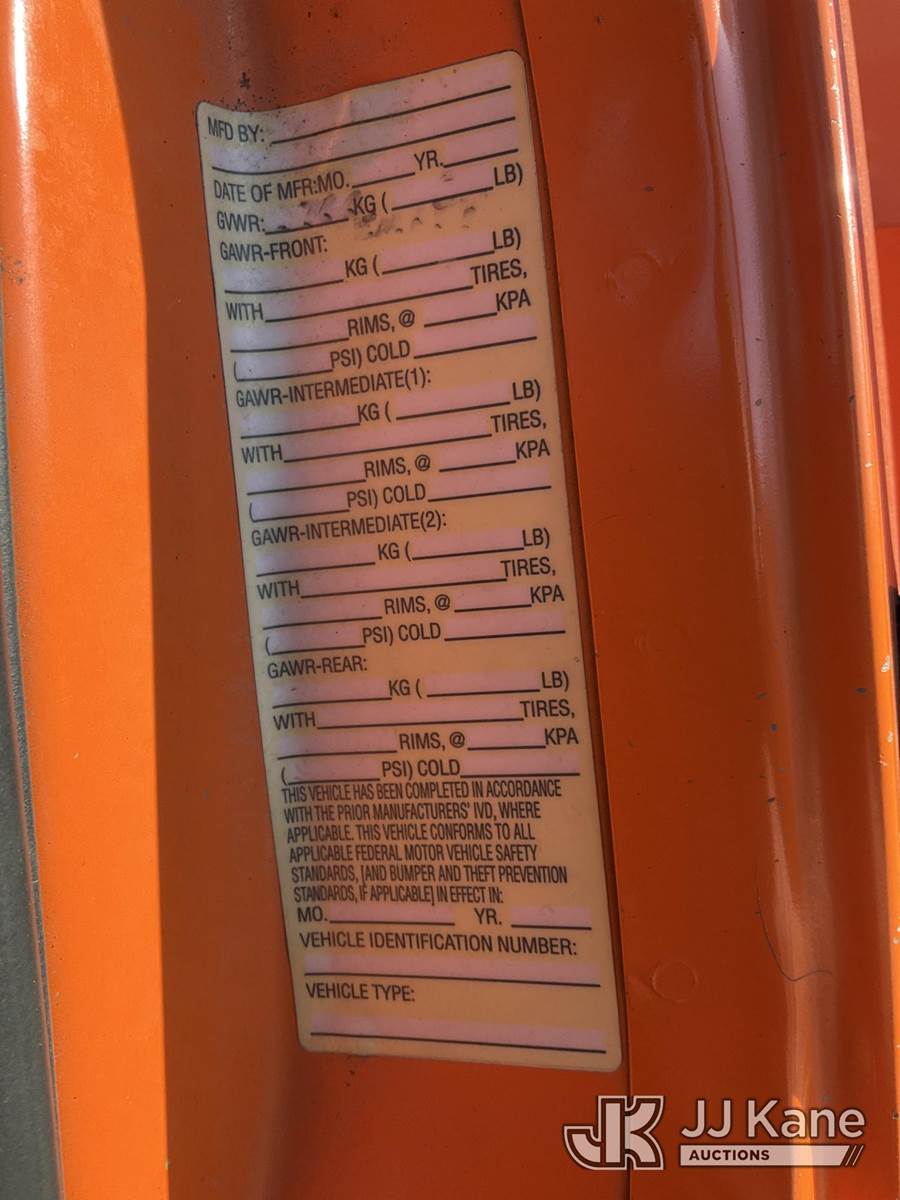 MFD BY:
DATE OF MFR:MO. YR.
GVWR: KG ( LB)
GAWR-FRONT:
KG ( LB)
WITH TIRES,
RIMS, @ KPA
( PSI) COLD
GAWR-INTERMEDIATE(1):
KG ( LB)
WITH TIRES,
RIMS, @ KPA
( PSI) COLD
GAWR-INTERMEDIATE(2):
KG ( LB)
WITH TIRES,
RIMS, @ KPA
( PSI) COLD
GAWR-REAR:
KG ( LB)
WITH TIRES,
RIMS, @ KPA
( PSI) COLD
THIS VEHICLE HAS BEEN COMPLETED IN ACCORDANCE
WITH THE PRIOR MANUFACTURERS' IVD, WHERE
APPLICABLE. THIS VEHICLE CONFORMS TO ALL
APPLICABLE FEDERAL MOTOR VEHICLE SAFETY
STANDARDS, [AND BUMPER AND THEFT PREVENTION
STANDARDS, IF APPLICABLE] IN EFFECT IN:
MO. YR.
VEHICLE IDENTIFICATION NUMBER:
VEHICLE TYPE:
JK JJ Kane
AUCTIONS